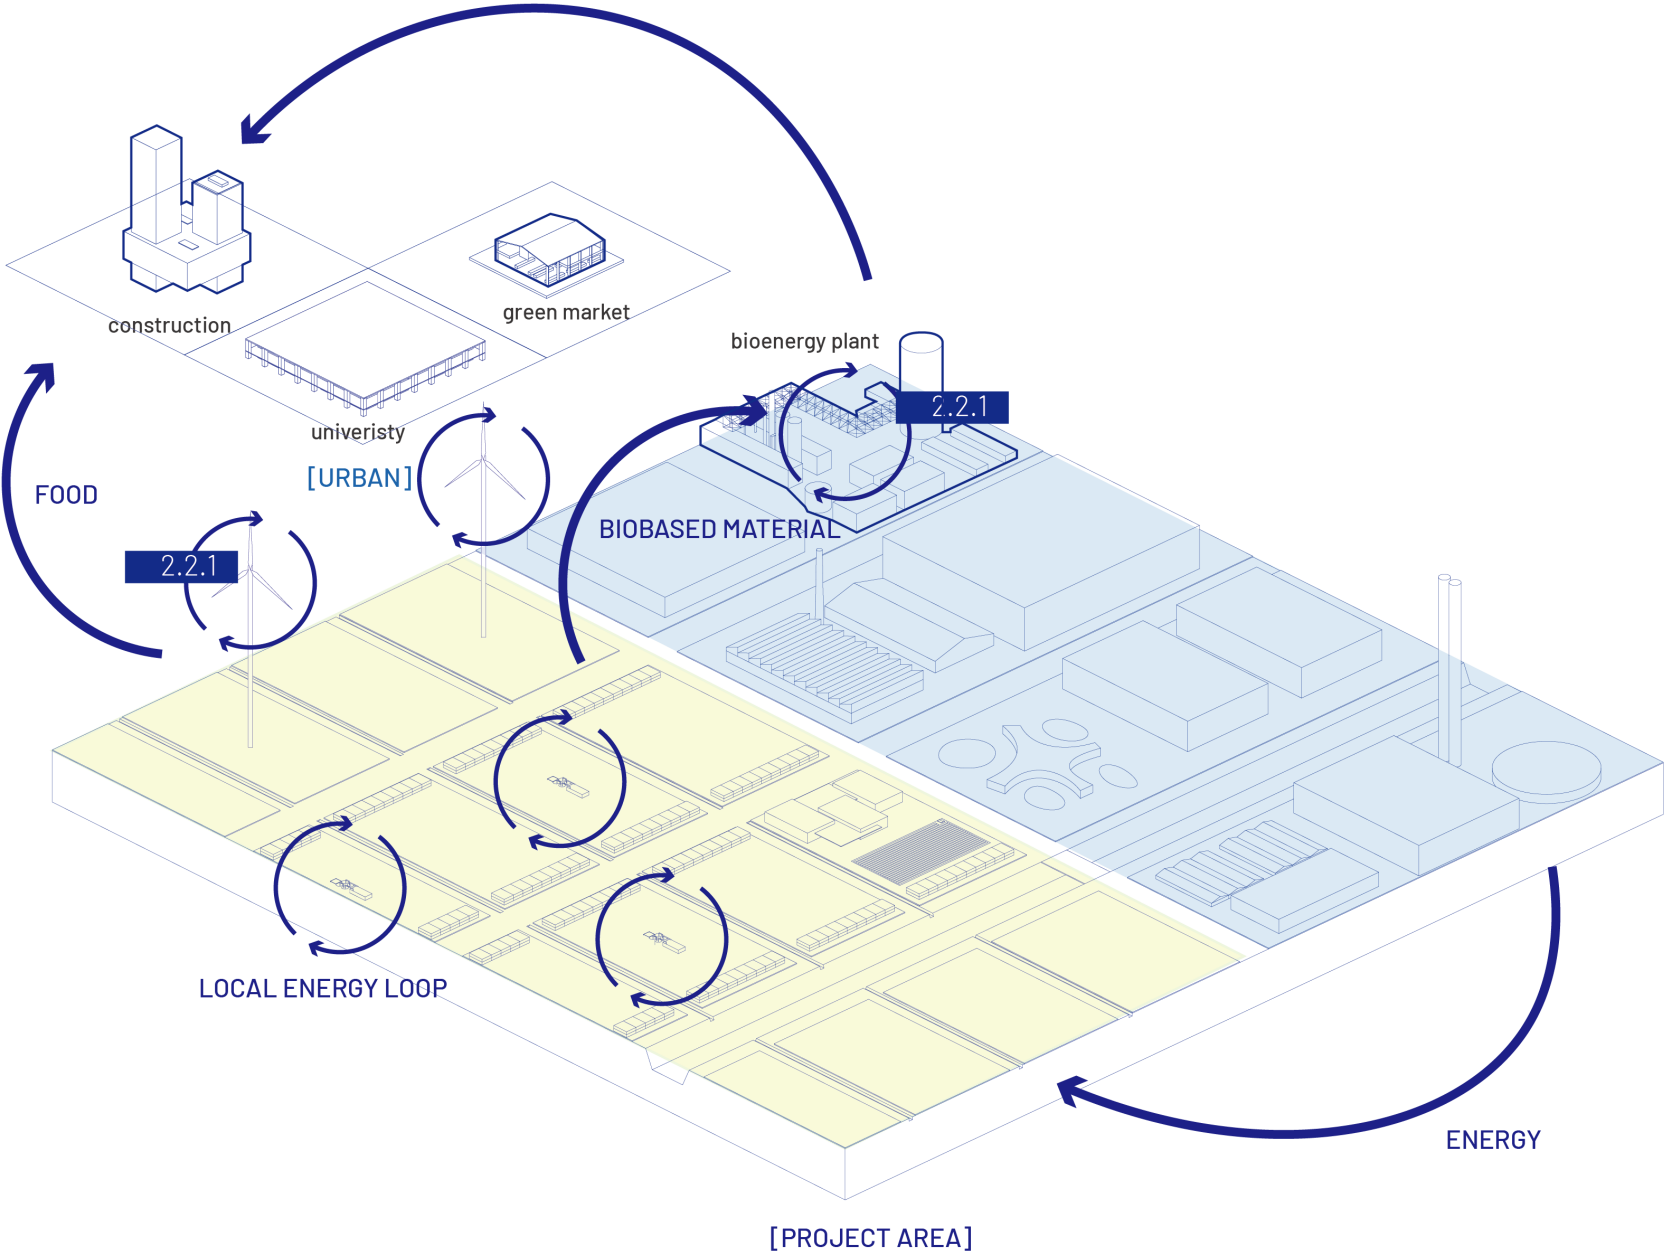 construction
green market
univeristy
[URBAN]
bioenergy plant
2.2.1
FOOD
BIOBASED MATERIAL
2.2.1
LOCAL ENERGY LOOP
ENERGY
[PROJECT AREA]